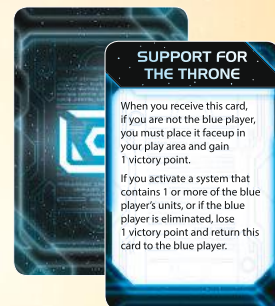 SUPPORT FOR
THE THRONE
When you receive this card,
if you are not the blue player,
you must place it faceup in
your play area and gain
1 victory point.
If you activate a system that
contains 1 or more of the blue
player's units, or if the blue
player is eliminated, lose
1 victory point and return this
card to the blue player.